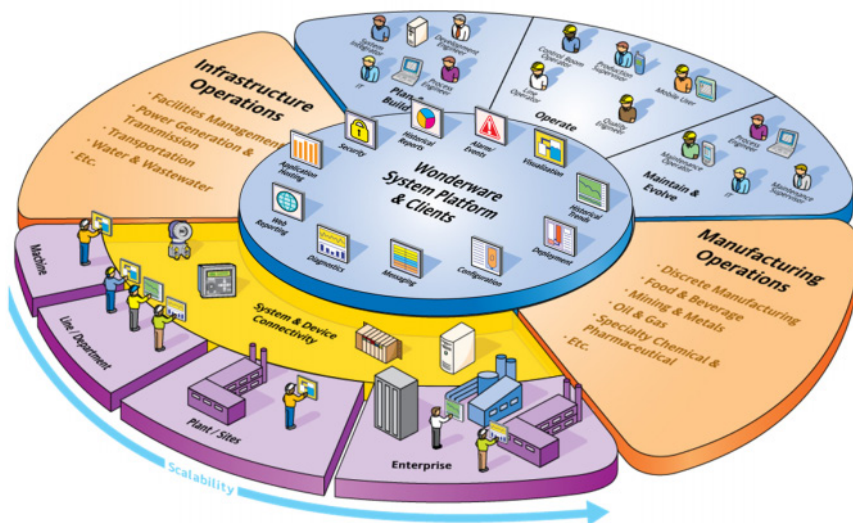 System
Integrator
Development
Engineer
IT
Process
Engineer
Plan &
Build
Control Room
Operator
Production
Supervisor
Mobile User
Line
Operator
Quality
Engineer
Operate
Maintenance
Operator
Process
Engineer
IT
Maintenance
Supervisor
Maintain &
Evolve
Infrastructure
Operations
· Facilities Management
· Power Generation &
Transmission
· Transportation
· Water & Wastewater
· Etc.
Application
Hosting
Security
Historical
Reports
Alarm/
Events
Visualization
Historical
Trends
Deployment
Configuration
Messaging
Diagnostics
Web
Reporting
Wonderware
System Platform
& Clients
Manufacturing
Operations
· Discrete Manufacturing
· Food & Beverage
· Mining & Metals
· Oil & Gas
· Specialty Chemical &
Pharmaceutical
· Etc.
System & Device
Connectivity
Machine
Line / Department
Plant / Sites
Enterprise
Scalability